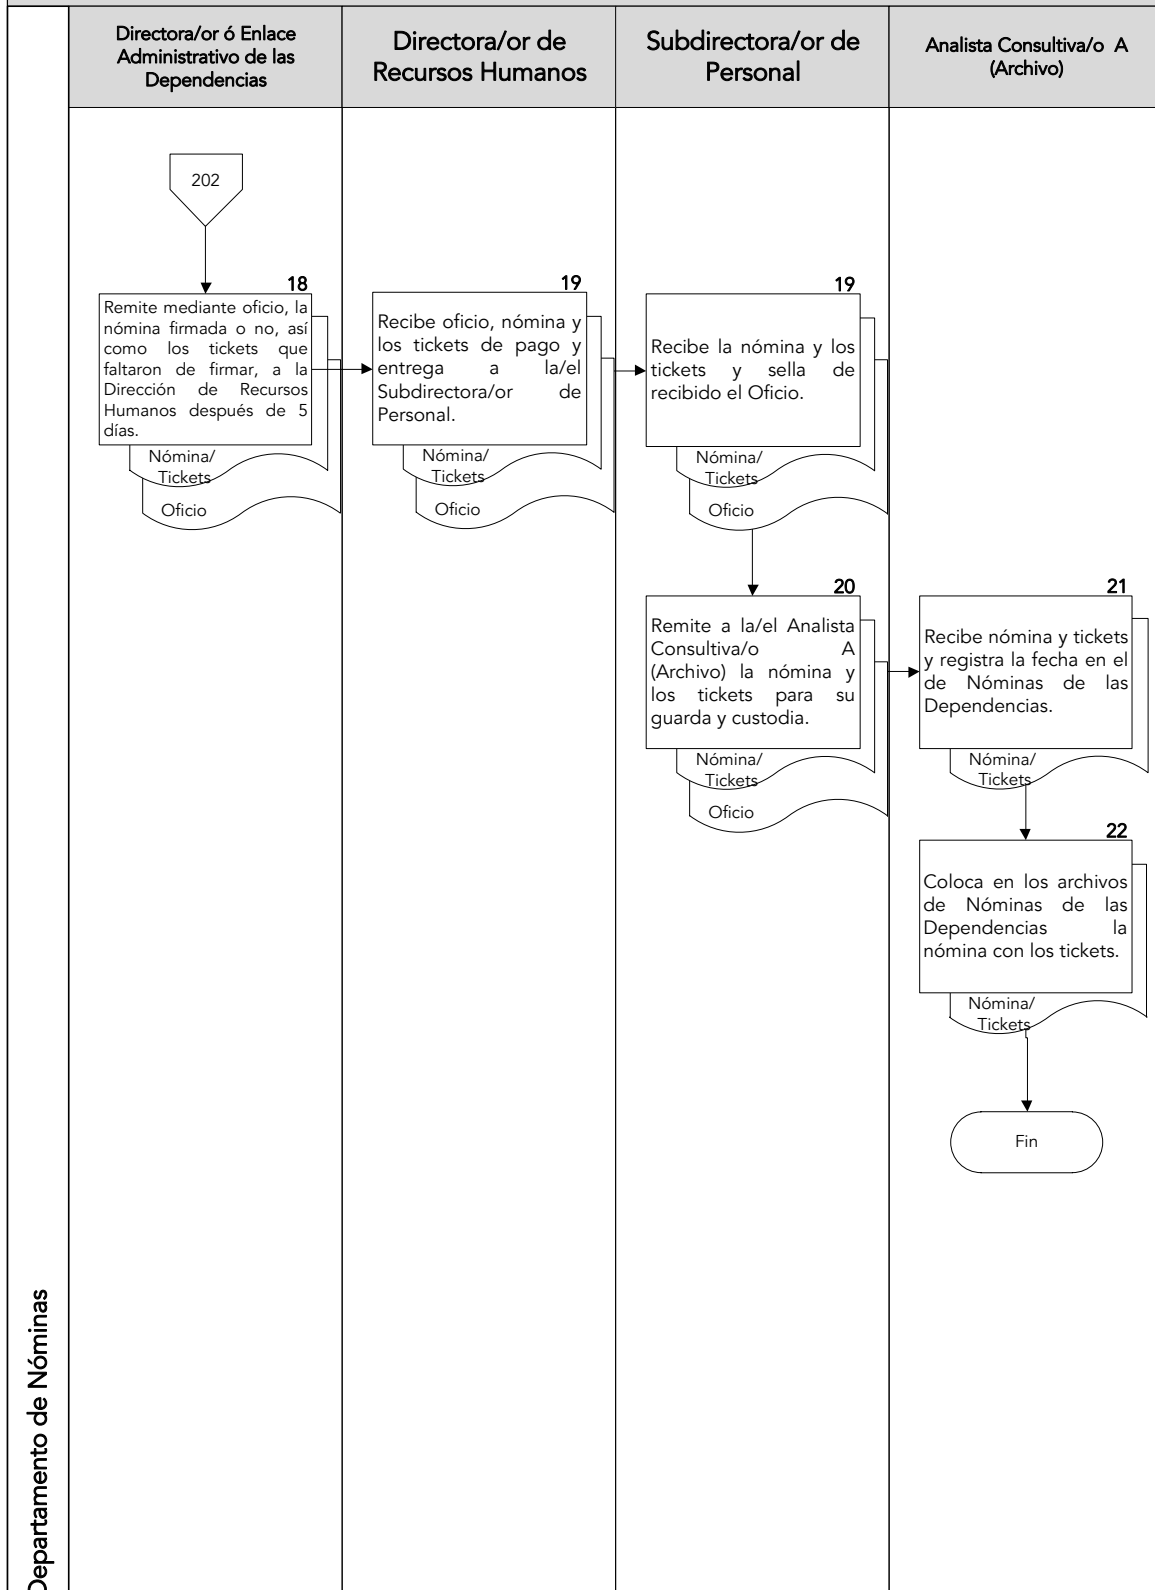 Directora/or ó Enlace
Administrativo de las
Dependencias
Directora/or de
Recursos Humanos
Subdirectora/or de
Personal
Analista Consultiva/o A
(Archivo)
202
18
Remite mediante oficio, la
nómina firmada o no, así
como los tickets que
faltaron de firmar, a la
Dirección de Recursos
Humanos después de 5
días.
Nómina/
Tickets
Oficio
19
Recibe oficio, nómina y
los tickets de pago y
entrega a la/el
Subdirectora/or de
Personal.
Nómina/
Tickets
Oficio
19
Recibe la nómina y los
tickets y sella de
recibido el Oficio.
Nómina/
Tickets
Oficio
20
Remite a la/el Analista
Consultiva/o A
(Archivo) la nómina y
los tickets para su
guarda y custodia.
Nómina/
Tickets
Oficio
21
Recibe nómina y tickets
y registra la fecha en el
de Nóminas de las
Dependencias.
Nómina/
Tickets
22
Coloca en los archivos
de Nóminas de las
Dependencias la
nómina con los tickets.
Nómina/
Tickets
Fin
Departamento de Nóminas